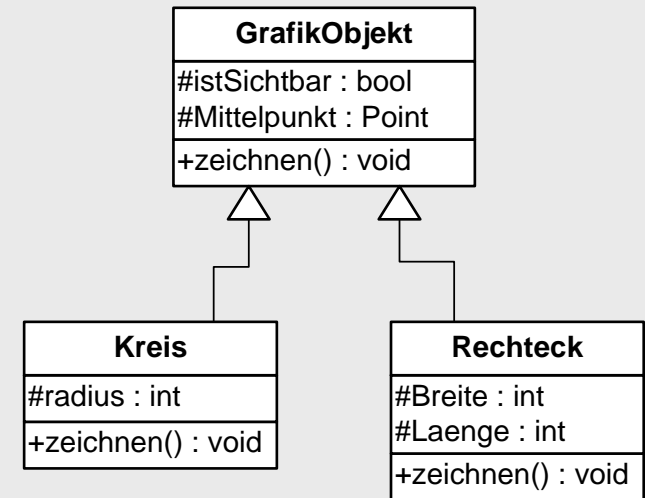 GrafikObjekt
#istSichtbar : bool
#Mittelpunkt : Point
+zeichnen() : void
Kreis
#radius : int
+zeichnen() : void
Rechteck
#Breite : int
#Laenge : int
+zeichnen() : void